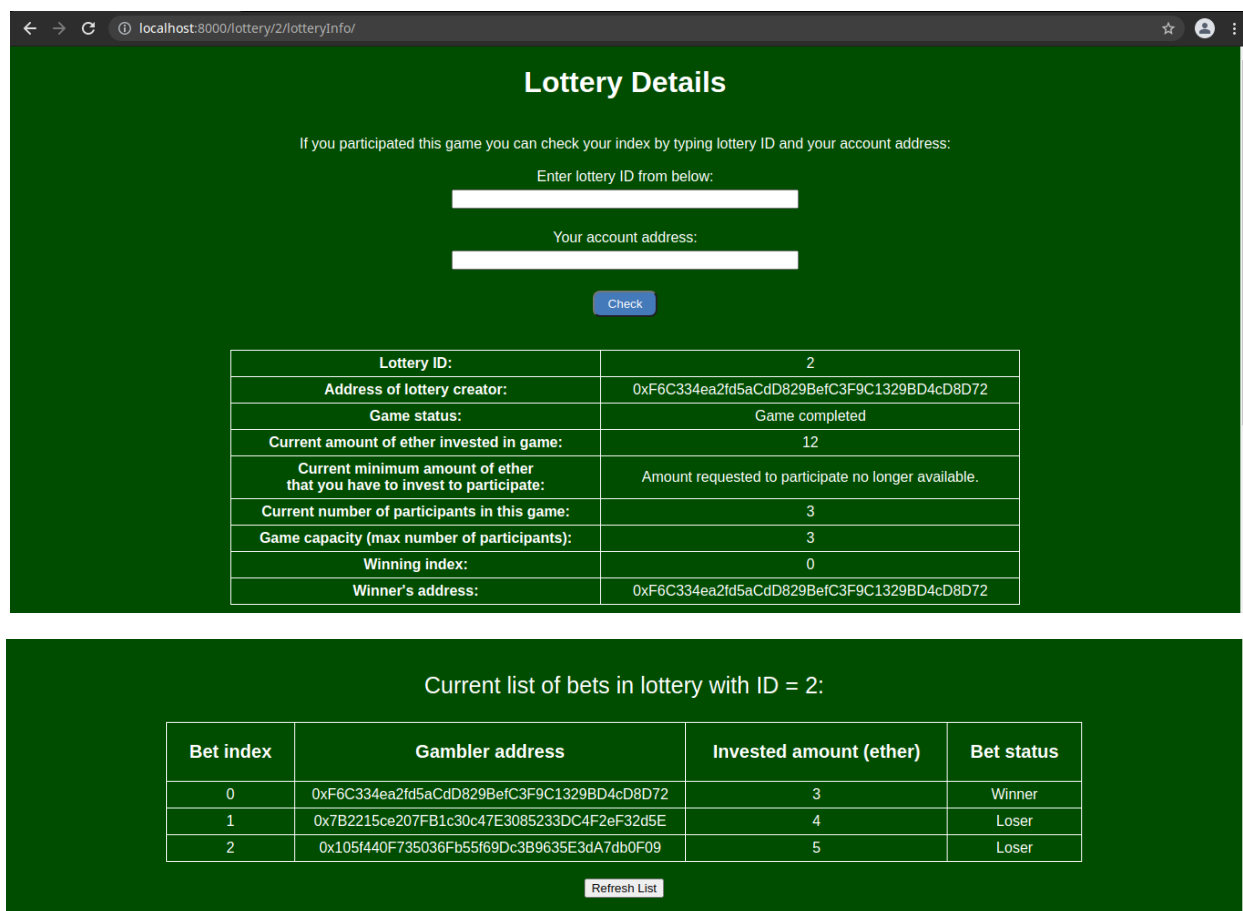 localhost:8000/lottery/2/lotteryInfo/
Lottery Details
If you participated this game you can check your index by typing lottery ID and your account address:
Enter lottery ID from below:
Your account address:
Check
Lottery ID: 2
Address of lottery creator: 0xF6C334ea2fd5aCdD829BefC3F9C1329BD4cD8D72
Game status: Game completed
Current amount of ether invested in game: 12
Current minimum amount of ether
that you have to invest to participate: Amount requested to participate no longer available.
Current number of participants in this game: 3
Game capacity (max number of participants): 3
Winning index: 0
Winner's address: 0xF6C334ea2fd5aCdD829BefC3F9C1329BD4cD8D72
Current list of bets in lottery with ID = 2:
Bet index Gambler address Invested amount (ether) Bet status
0 0xF6C334ea2fd5aCdD829BefC3F9C1329BD4cD8D72 3 Winner
1 0x7B2215ce207FB1c30c47E3085233DC4F2eF32d5E 4 Loser
2 0x105f440F735036Fb55f69Dc3B9635E3dA7db0F09 5 Loser
Refresh List